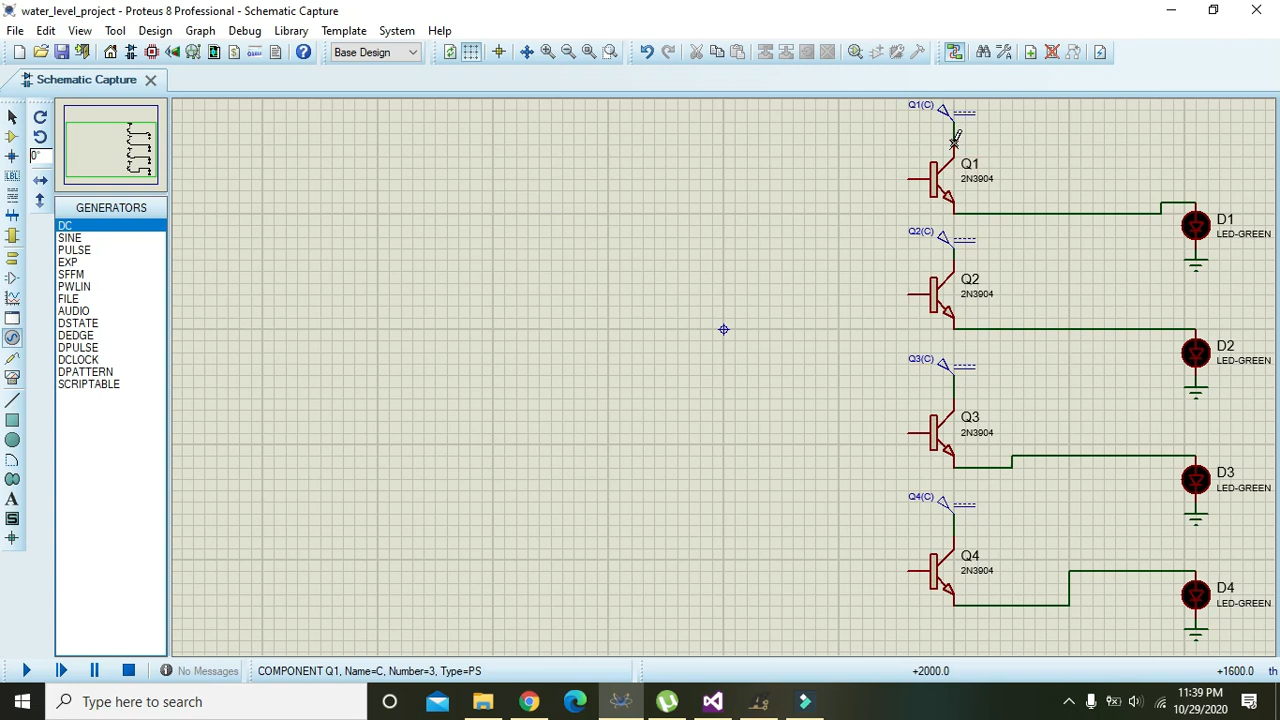 water_level_project - Proteus 8 Professional - Schematic Capture
File Edit View Tool Design Graph Debug Library Template System Help
Base Design
Schematic Capture
0°
GENERATORS
DC
SINE
PULSE
EXP
SFFM
PWLIN
FILE
AUDIO
DSTATE
DEDGE
DPULSE
DCLOCK
DPATTERN
SCRIPTABLE
LBL
A
S
$
Q1(C)
Q1
2N3904
D1
LED-GREEN
Q2(C)
Q2
2N3904
D2
LED-GREEN
Q3(C)
Q3
2N3904
D3
LED-GREEN
Q4(C)
Q4
2N3904
D4
LED-GREEN
No Messages
COMPONENT Q1, Name=C, Number=3, Type=PS
+2000.0
+1600.0
th
Type here to search
11:39 PM
10/29/2020